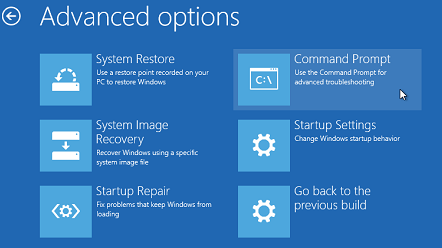 Advanced options
System Restore
Use a restore point recorded on your
PC to restore Windows
Command Prompt
Use the Command Prompt for
advanced troubleshooting
C:\
System Image
Recovery
Recover Windows using a specific
system image file
Startup Settings
Change Windows startup behavior
Startup Repair
Fix problems that keep Windows from
loading
Go back to the
previous build